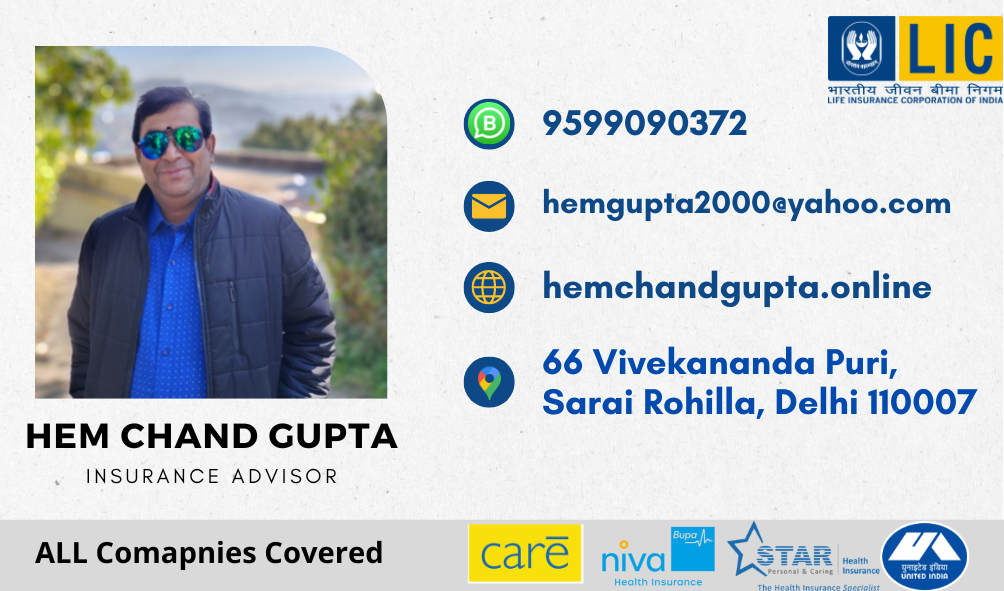 LIC
भारतीय जीवन बीमा निगम
LIFE INSURANCE CORPORATION OF INDIA
9599090372
hemgupta2000@yahoo.com
hemchandgupta.online
66 Vivekananda Puri,
Sarai Rohilla, Delhi 110007
HEM CHAND GUPTA
INSURANCE ADVISOR
ALL Comapnies Covered
carē
niva
Bupa
Health Insurance
STAR
Personal & Caring
Health
Insurance
The Health Insurance Specialist
युनाइटेड इंडिया
UNITED INDIA